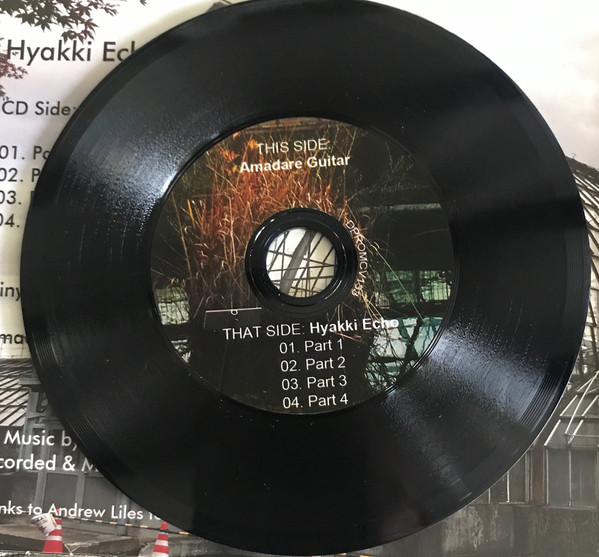 Hyakki Ech
CD Side:
01. Pa
02. P
03.
04.
THIS SIDE:
Amadare Guitar
DPROMCV133
THAT SIDE: Hyakki Echo
01. Part 1
02. Part 2
03. Part 3
04. Part 4
Music by
corded & M
nks to Andrew Liles